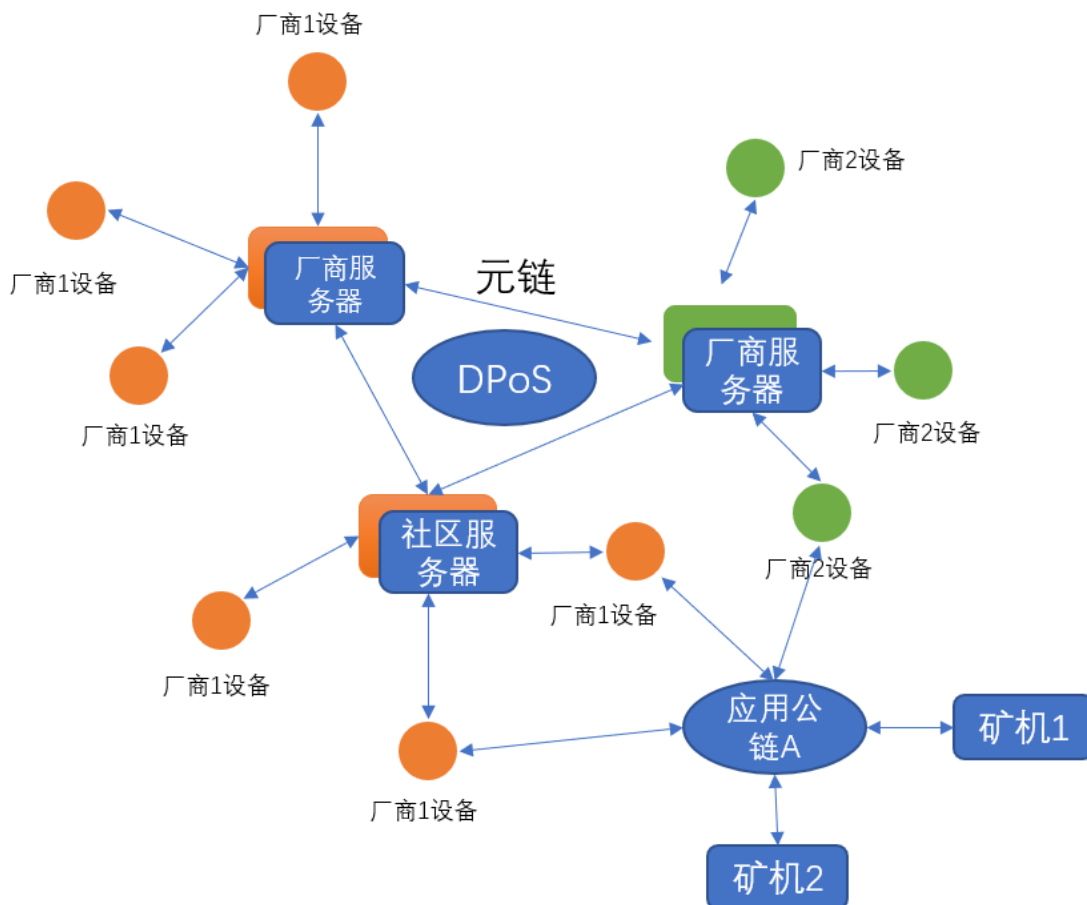 厂商1设备
厂商2设备
厂商1设备
厂商服
务器
元链
厂商服
务器
DPoS
厂商1设备
厂商2设备
社区服
务器
厂商2设备
厂商1设备
厂商1设备
应用公
链A
矿机1
厂商1设备
矿机2